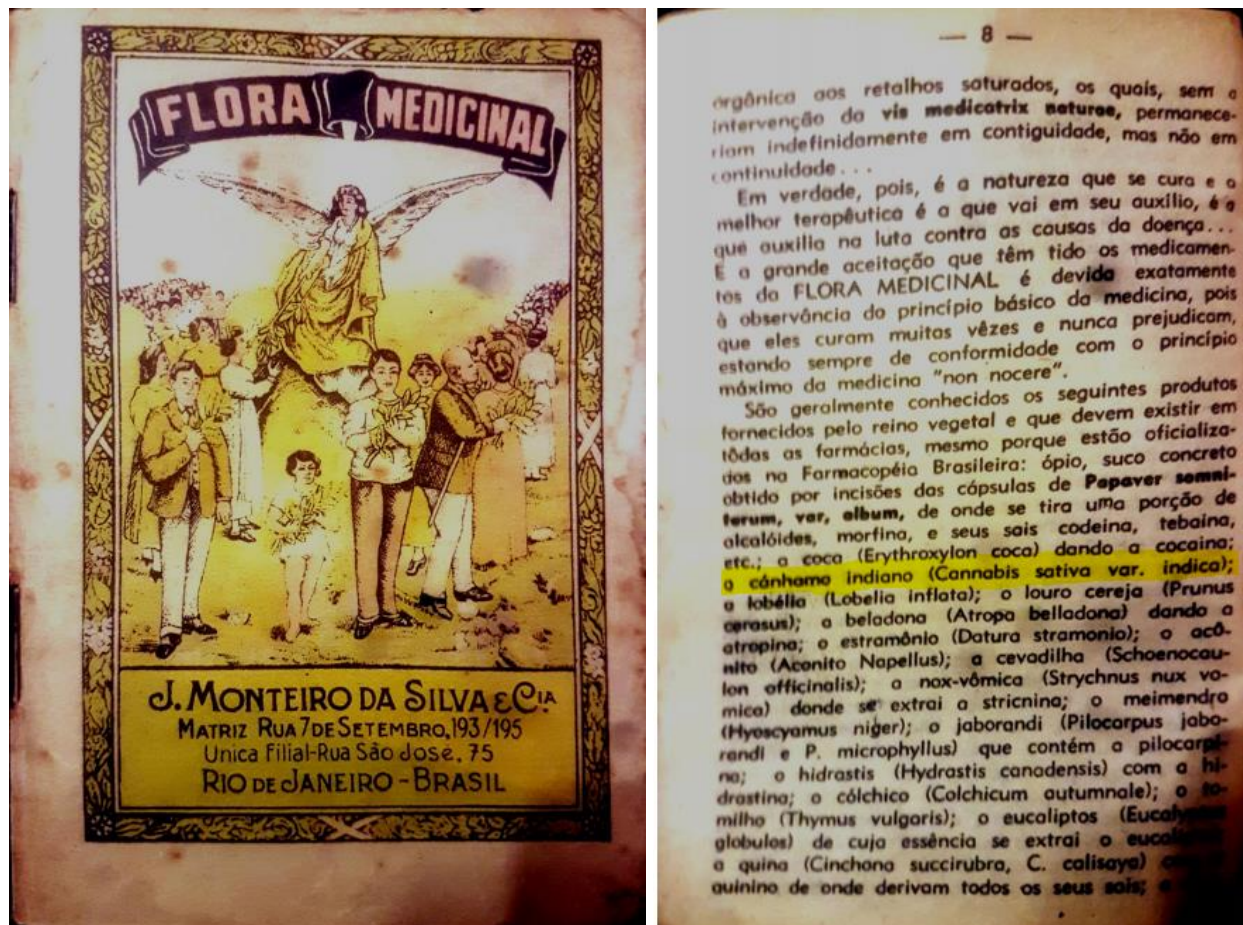 FLORA MEDICINAL
J. MONTEIRO DA SILVA & CIA.
MATRIZ RUA 7 DE SETEMBRO, 193/195
Unica Filial-Rua São José, 75
RIO DE JANEIRO - BRASIL
— 8 —
orgânica aos retalhos saturados, os quais, sem a
intervenção da vis medicatrix naturae, permanece-
riam indefinidamente em contiguidade, mas não em
continuidade...
Em verdade, pois, é a natureza que se cura e a
melhor terapêutica é a que vai em seu auxílio, é a
que auxilia na luta contra as causas da doença...
E a grande aceitação que têm tido os medicamen-
tos da FLORA MEDICINAL é devida exatamente
à observância do princípio básico da medicina, pois
que eles curam muitas vêzes e nunca prejudicam,
estando sempre de conformidade com o princípio
máximo da medicina "non nocere".
São geralmente conhecidos os seguintes produtos
fornecidos pelo reino vegetal e que devem existir em
tôdas as farmácias, mesmo porque estão oficializa-
dos na Farmacopéia Brasileira: ópio, suco concreto
obtido por incisões das cápsulas de Papaver somni-
ferum, var, album, de onde se tira uma porção de
alcalóides, morfina, e seus sais codeina, tebaina,
etc.; a coca (Erythroxylon coca) dando a cocaina;
o cánhamo indiano (Cannabis sativa var. indica);
a lobélia (Lobelia inflata); o louro cereja (Prunus
cerasus); a beladona (Atropa belladona) dando a
atropina; o estramônio (Datura stramonio); o acô-
nito (Aconito Napellus); a cevadilha (Schoenocau-
lon officinalis); a nox-vômica (Strychnus nux vo-
mica) donde se extrai a stricnina; o meimendro
(Hyoscyamus niger); o jaborandi (Pilocarpus jabo-
randi e P. microphyllus) que contém a pilocarpi-
na; o hidrastis (Hydrastis canadensis) com a hi-
drastina; o cólchico (Colchicum autumnale); o to-
milho (Thymus vulgaris); o eucaliptos
globulos) de cuja essência se extrai o
a quina (Cinchona succirubra, C. calisaya)
quinino de onde derivam todos os seus sais;